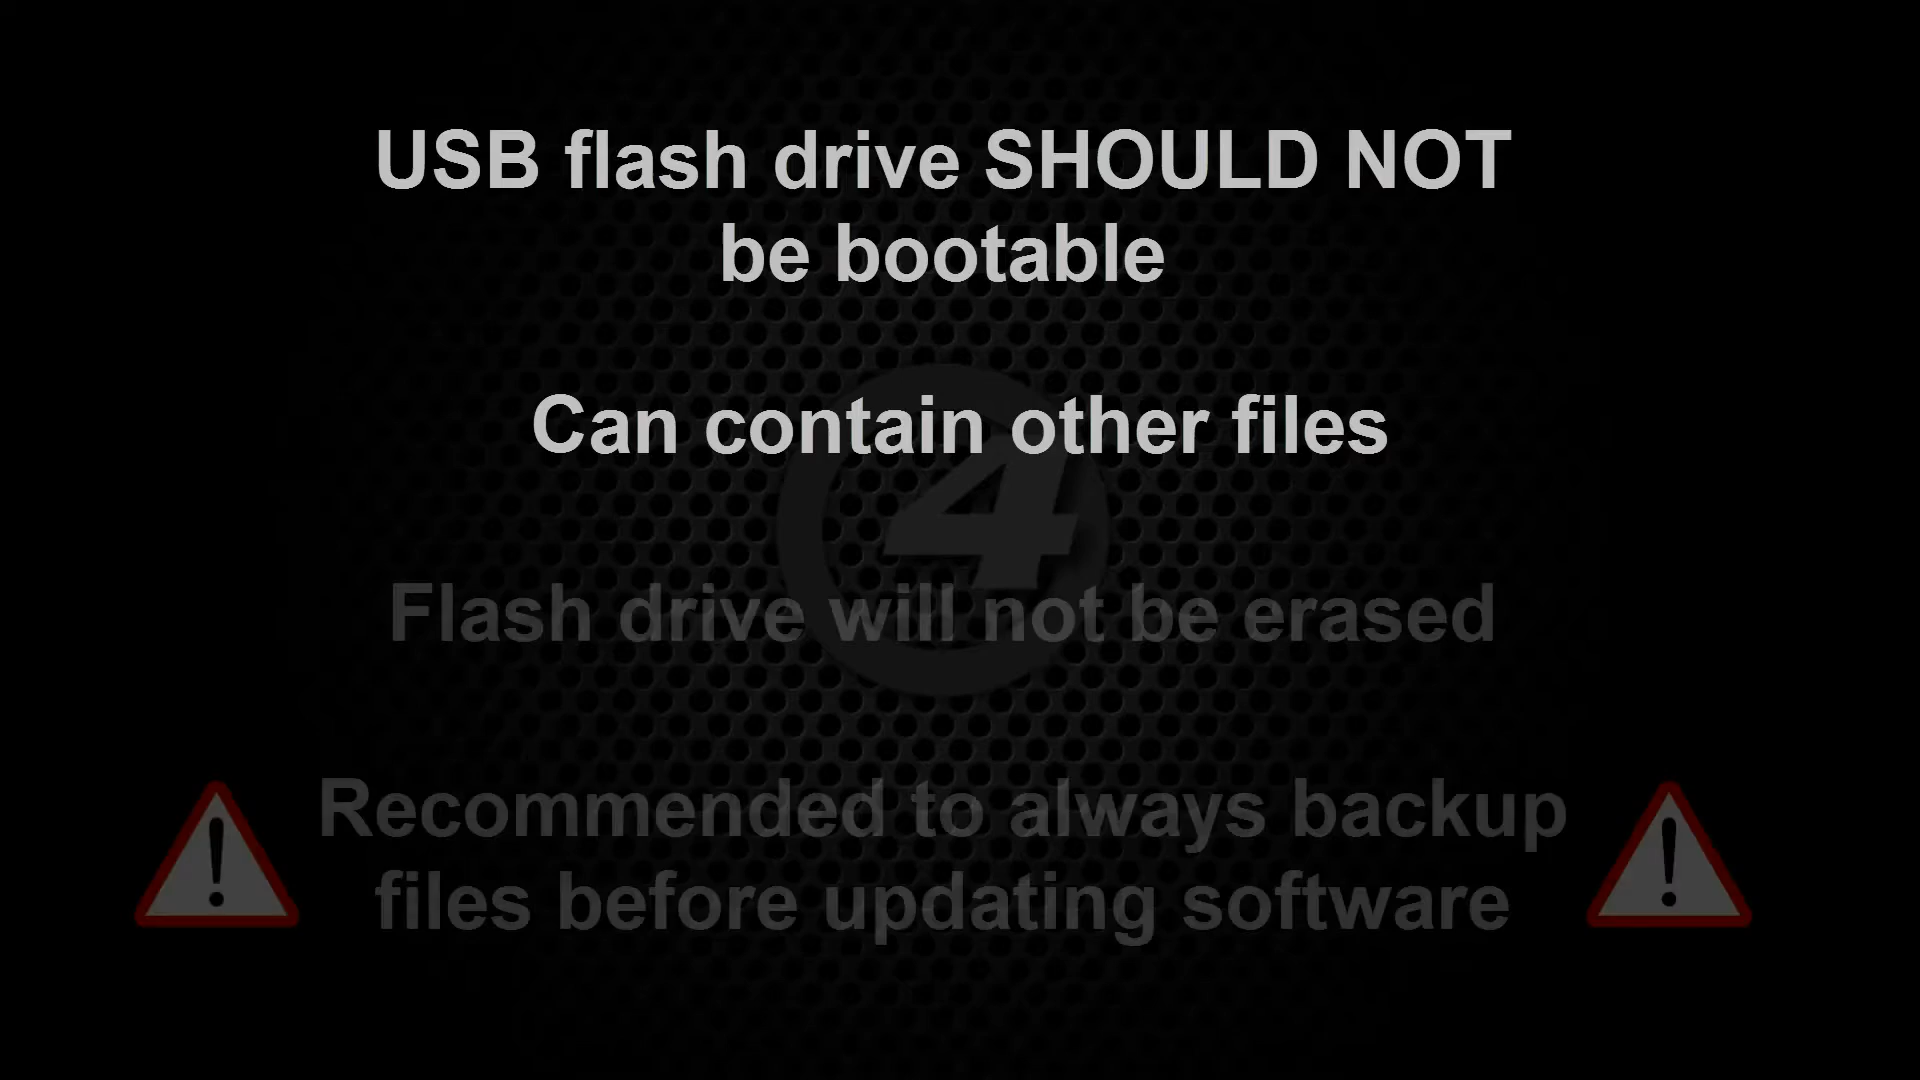 USB flash drive SHOULD NOT
be bootable
Can contain other files
4
Flash drive will not be erased
Recommended to always backup
files before updating software